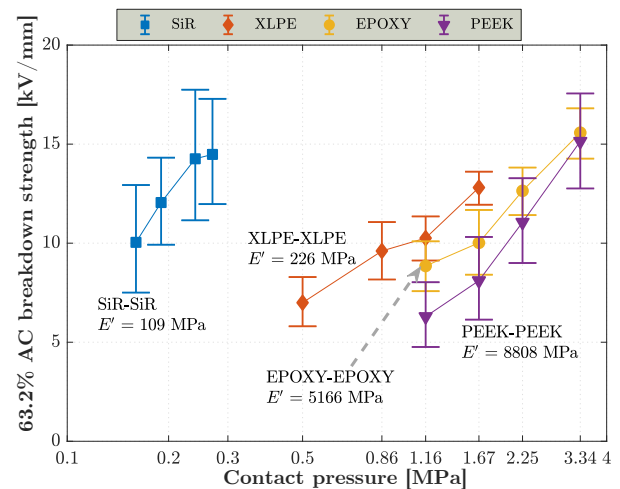 SiR XLPE EPOXY PEEK
63.2% AC breakdown strength [kV/mm]
20
15
10
5
0
XLPE-XLPE
E′ = 226 MPa
SiR-SiR
E′ = 109 MPa
PEEK-PEEK
E′ = 8808 MPa
EPOXY-EPOXY
E′ = 5166 MPa
0.1 0.2 0.3 0.5 0.86 1.16 1.67 2.25 3.34 4
Contact pressure [MPa]